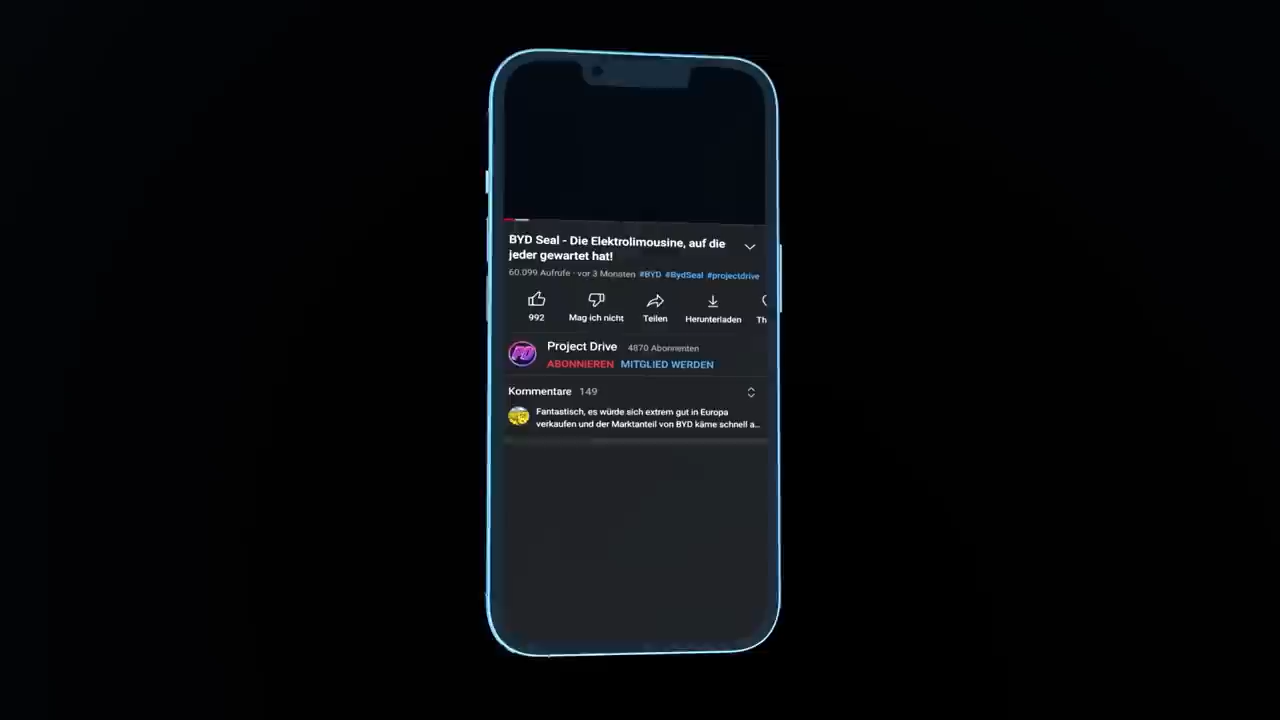 BYD Seal - Die Elektrolimousine, auf die
jeder gewartet hat!
60.099 Aufrufe · vor 3 Monaten #BYD #BydSeal #projectdrive
992 Mag ich nicht Teilen Herunterladen Th
PD
Project Drive 4870 Abonnenten
ABONNIEREN MITGLIED WERDEN
Kommentare 149
Fantastisch, es würde sich extrem gut in Europa
verkaufen und der Marktanteil von BYD käme schnell a...